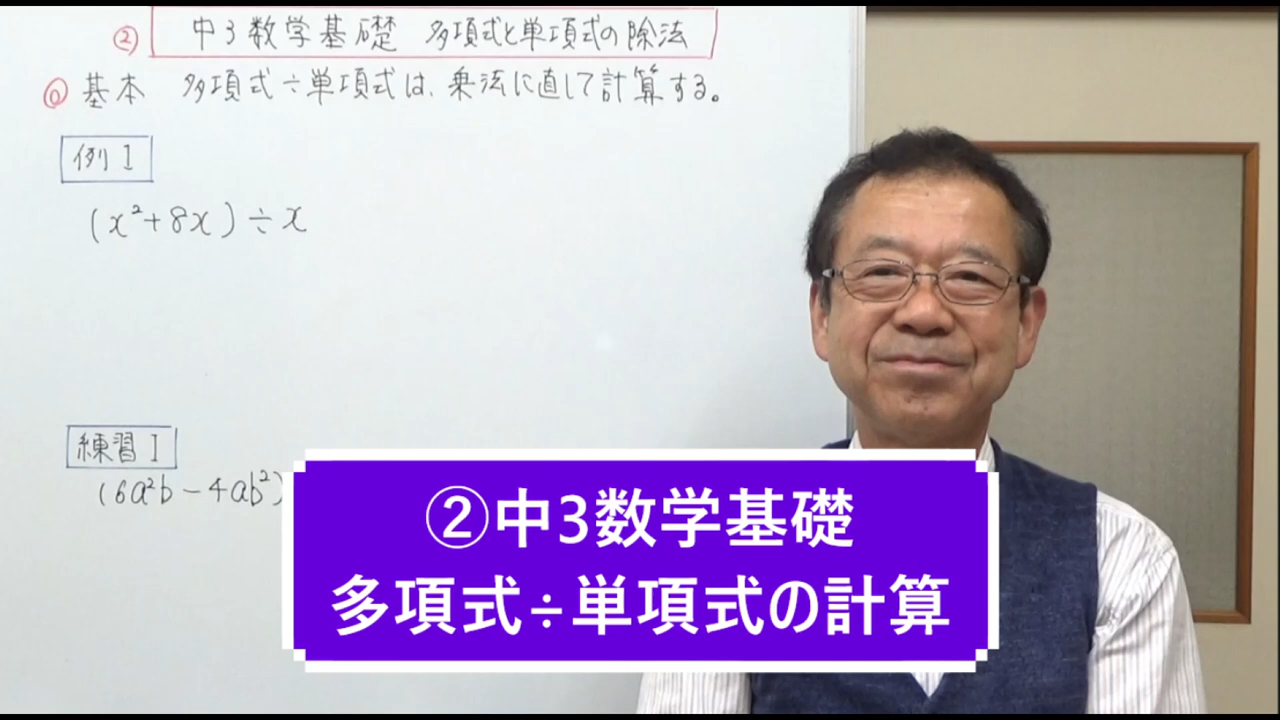 ② 中3数学基礎 多項式と単項式の除法
◎ 基本 多項式÷単項式は、乗法に直して計算する。
例1
(x²+8x)÷x
練習1
(6a²b-4ab²)
②中3数学基礎
多項式÷単項式の計算